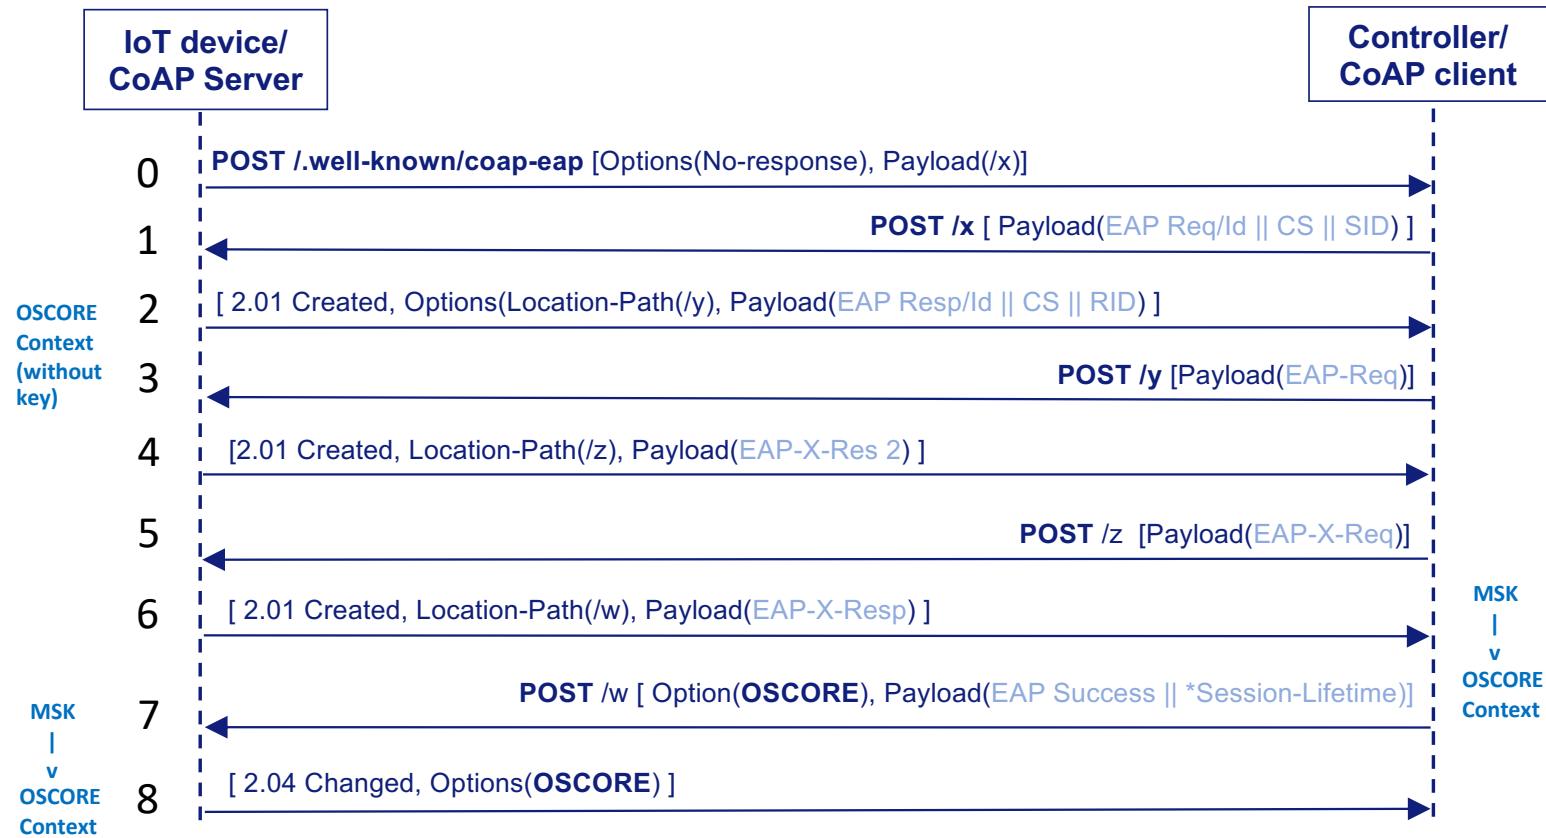 IoT device/
CoAP Server
Controller/
CoAP client
0
POST /.well-known/coap-eap [Options(No-response), Payload(/x)]
1
POST /x [ Payload(EAP Req/Id || CS || SID) ]
OSCORE
Context
(without
key)
2
[ 2.01 Created, Options(Location-Path(/y), Payload(EAP Resp/Id || CS || RID) ]
3
POST /y [Payload(EAP-Req)]
4
[2.01 Created, Location-Path(/z), Payload(EAP-X-Res 2) ]
5
POST /z [Payload(EAP-X-Req)]
6
[ 2.01 Created, Location-Path(/w), Payload(EAP-X-Resp) ]
MSK
|
v
OSCORE
Context
7
POST /w [ Option(OSCORE), Payload(EAP Success || *Session-Lifetime)]
MSK
|
v
OSCORE
Context
8
[ 2.04 Changed, Options(OSCORE) ]